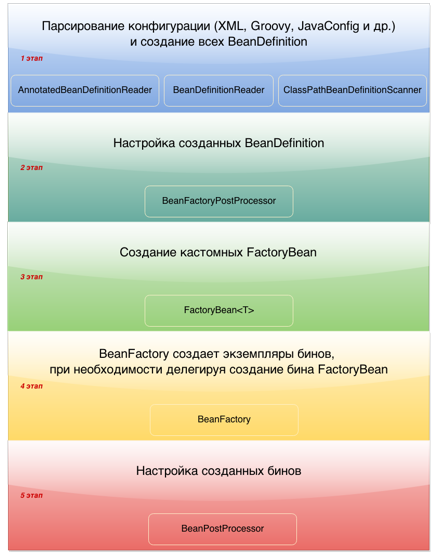 Парсирование конфигурации (XML, Groovy, JavaConfig и др.)
и создание всех BeanDefinition
1 этап
AnnotatedBeanDefinitionReader
BeanDefinitionReader
ClassPathBeanDefinitionScanner
Настройка созданных BeanDefinition
2 этап
BeanFactoryPostProcessor
Создание кастомных FactoryBean
3 этап
FactoryBean<T>
BeanFactory создает экземпляры бинов,
при необходимости делегируя создание бина FactoryBean
4 этап
BeanFactory
Настройка созданных бинов
5 этап
BeanPostProcessor